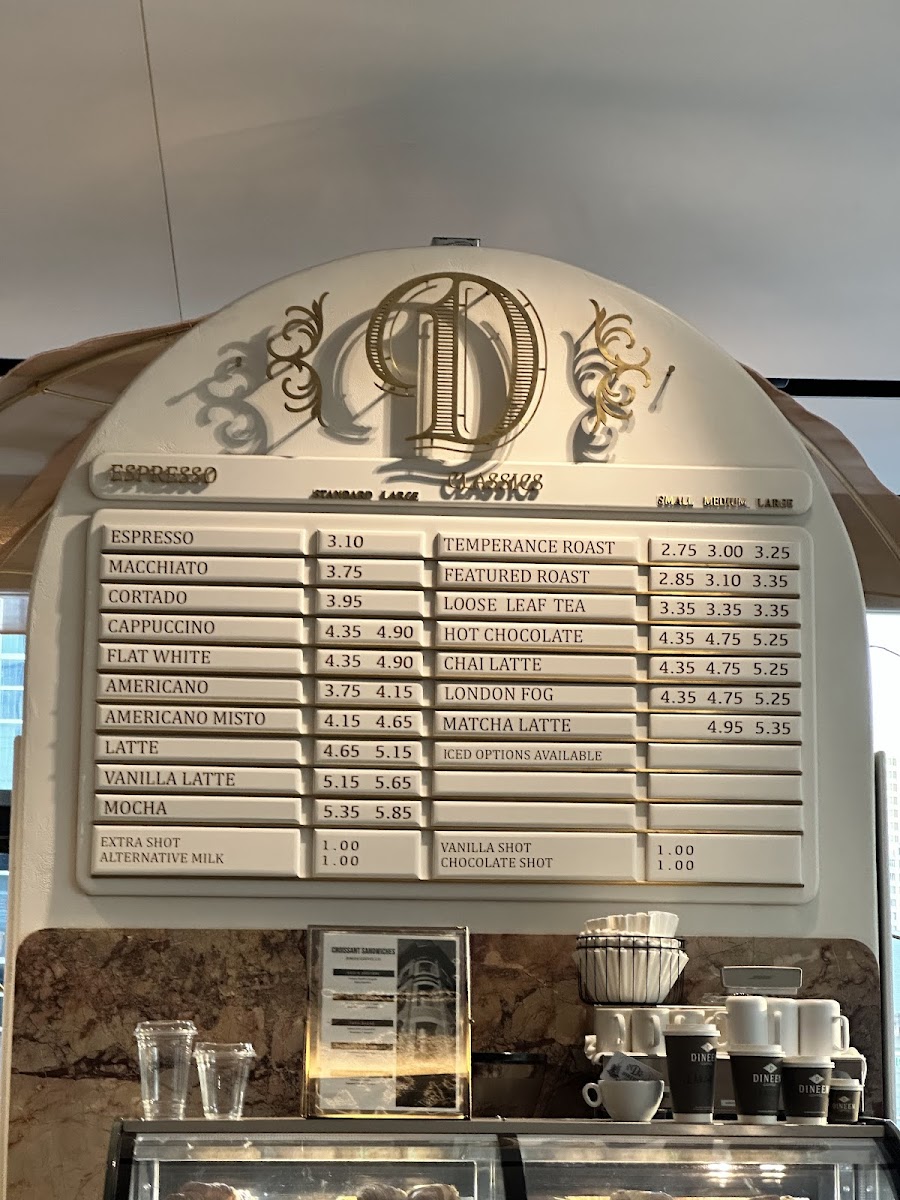 D
ESPRESSO STANDARD LARGE
ESPRESSO 3.10
MACCHIATO 3.75
CORTADO 3.95
CAPPUCCINO 4.35 4.90
FLAT WHITE 4.35 4.90
AMERICANO 3.75 4.15
AMERICANO MISTO 4.15 4.65
LATTE 4.65 5.15
VANILLA LATTE 5.15 5.65
MOCHA 5.35 5.85
EXTRA SHOT 1.00
ALTERNATIVE MILK 1.00
CLASSICS SMALL MEDIUM LARGE
TEMPERANCE ROAST 2.75 3.00 3.25
FEATURED ROAST 2.85 3.10 3.35
LOOSE LEAF TEA 3.35 3.35 3.35
HOT CHOCOLATE 4.35 4.75 5.25
CHAI LATTE 4.35 4.75 5.25
LONDON FOG 4.35 4.75 5.25
MATCHA LATTE 4.95 5.35
ICED OPTIONS AVAILABLE
VANILLA SHOT 1.00
CHOCOLATE SHOT 1.00
CROISSANT SANDWICHES
DINEEN
DINEEN
DINEEN
DINEEN